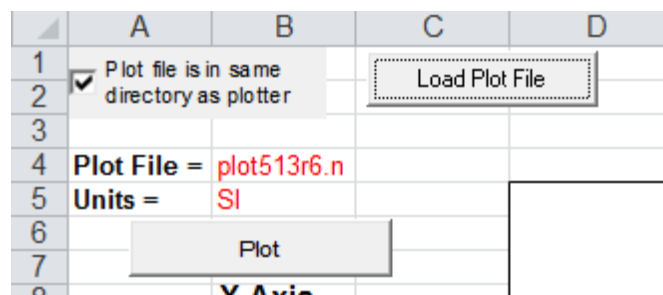 A B C D
1
Plot file is in same
directory as plotter
Load Plot File
2
3
4 Plot File = plot513r6.n
5 Units = SI
6
Plot
7